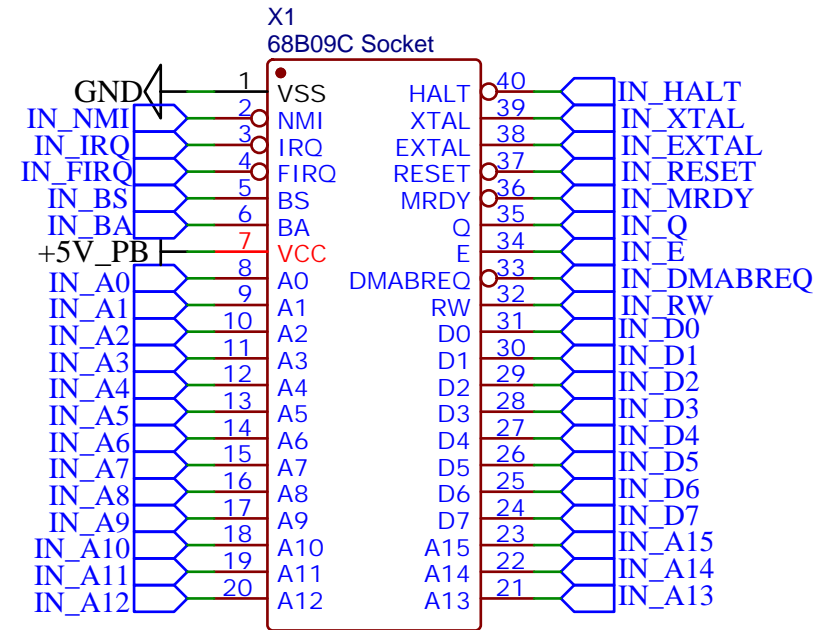 X1
68B09C Socket
GND 1 VSS HALT 40 IN_HALT
IN_NMI 2 NMI XTAL 39 IN_XTAL
IN_IRQ 3 IRQ EXTAL 38 IN_EXTAL
IN_FIRQ 4 FIRQ RESET 37 IN_RESET
IN_BS 5 BS MRDY 36 IN_MRDY
IN_BA 6 BA Q 35 IN_Q
+5V_PB 7 VCC E 34 IN_E
IN_A0 8 A0 DMABREQ 33 IN_DMABREQ
IN_A1 9 A1 RW 32 IN_RW
IN_A2 10 A2 D0 31 IN_D0
IN_A3 11 A3 D1 30 IN_D1
IN_A4 12 A4 D2 29 IN_D2
IN_A5 13 A5 D3 28 IN_D3
IN_A6 14 A6 D4 27 IN_D4
IN_A7 15 A7 D5 26 IN_D5
IN_A8 16 A8 D6 25 IN_D6
IN_A9 17 A9 D7 24 IN_D7
IN_A10 18 A10 A15 23 IN_A15
IN_A11 19 A11 A14 22 IN_A14
IN_A12 20 A12 A13 21 IN_A13